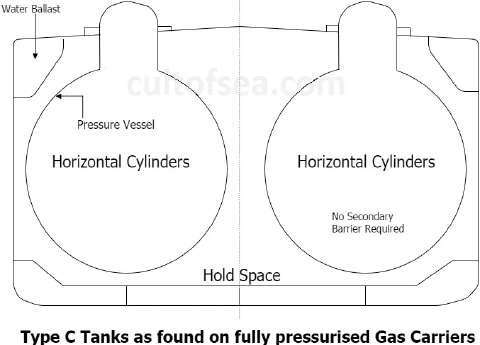 Water Ballast
cultofsea.com
Pressure Vessel
Horizontal Cylinders
Horizontal Cylinders
No Secondary
Barrier Required
Hold Space
Type C Tanks as found on fully pressurised Gas Carriers